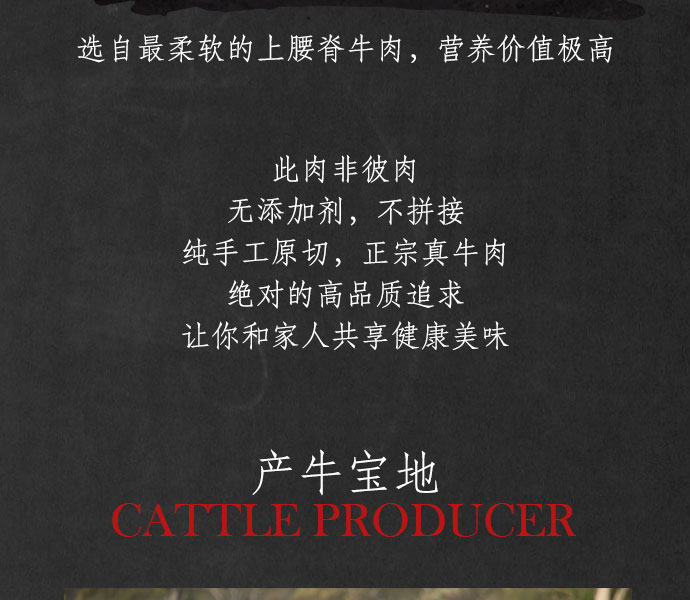 选自最柔软的上腰脊牛肉，营养价值极高
此肉非彼肉
无添加剂，不拼接
纯手工原切，正宗真牛肉
绝对的高品质追求
让你和家人共享健康美味
产牛宝地
CATTLE PRODUCER